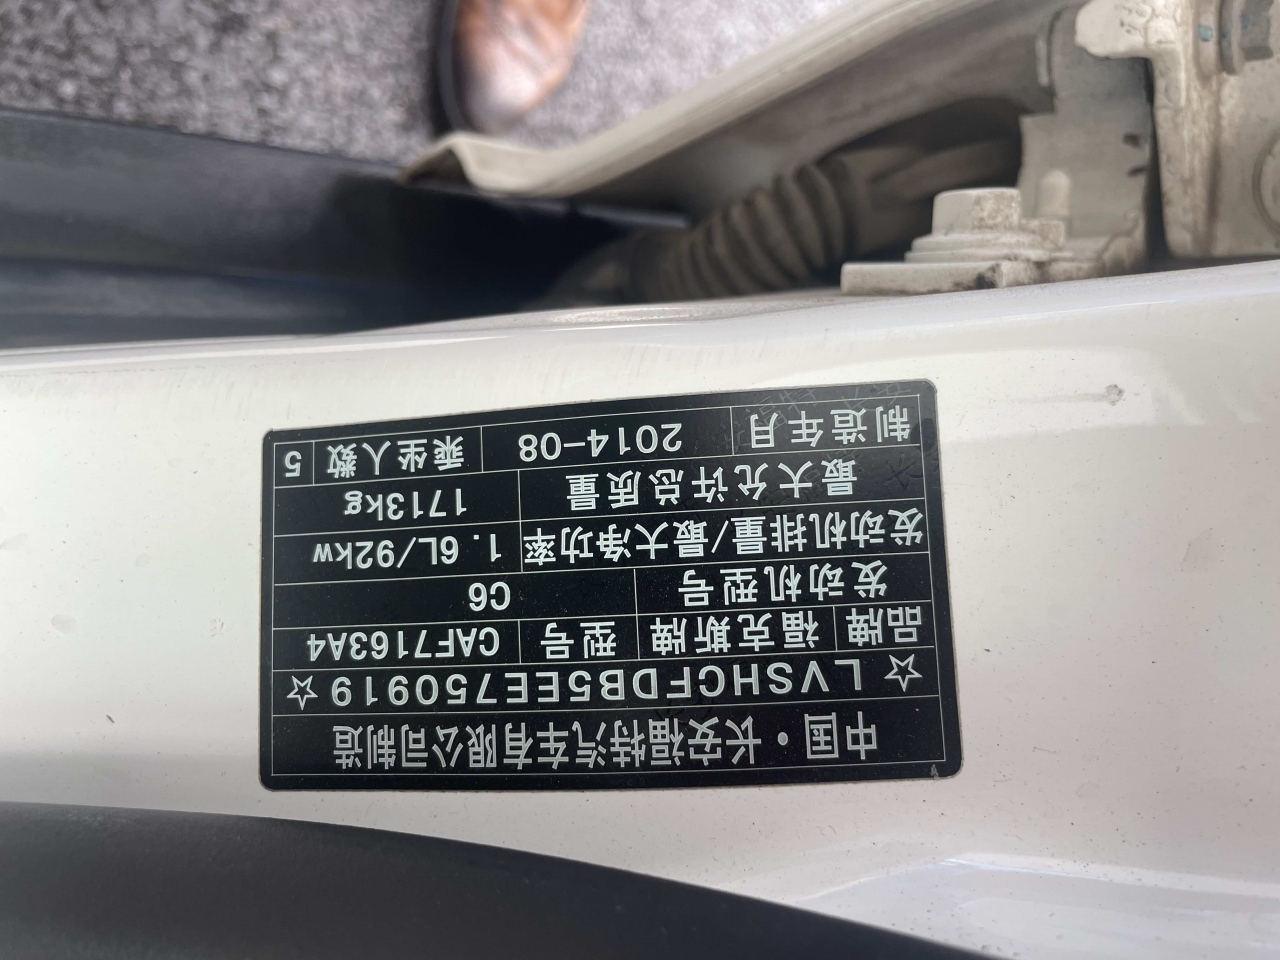 中国·长安福特汽车有限公司制造
☆LVSHCFDB5EE750919☆
品牌 福克斯牌 型号 CAF7163A4
发动机型号 C6
发动机排量/最大净功率 1.6L/92kw
最大允许总质量 1713kg
制造年月 2014-08 乘坐人数 5